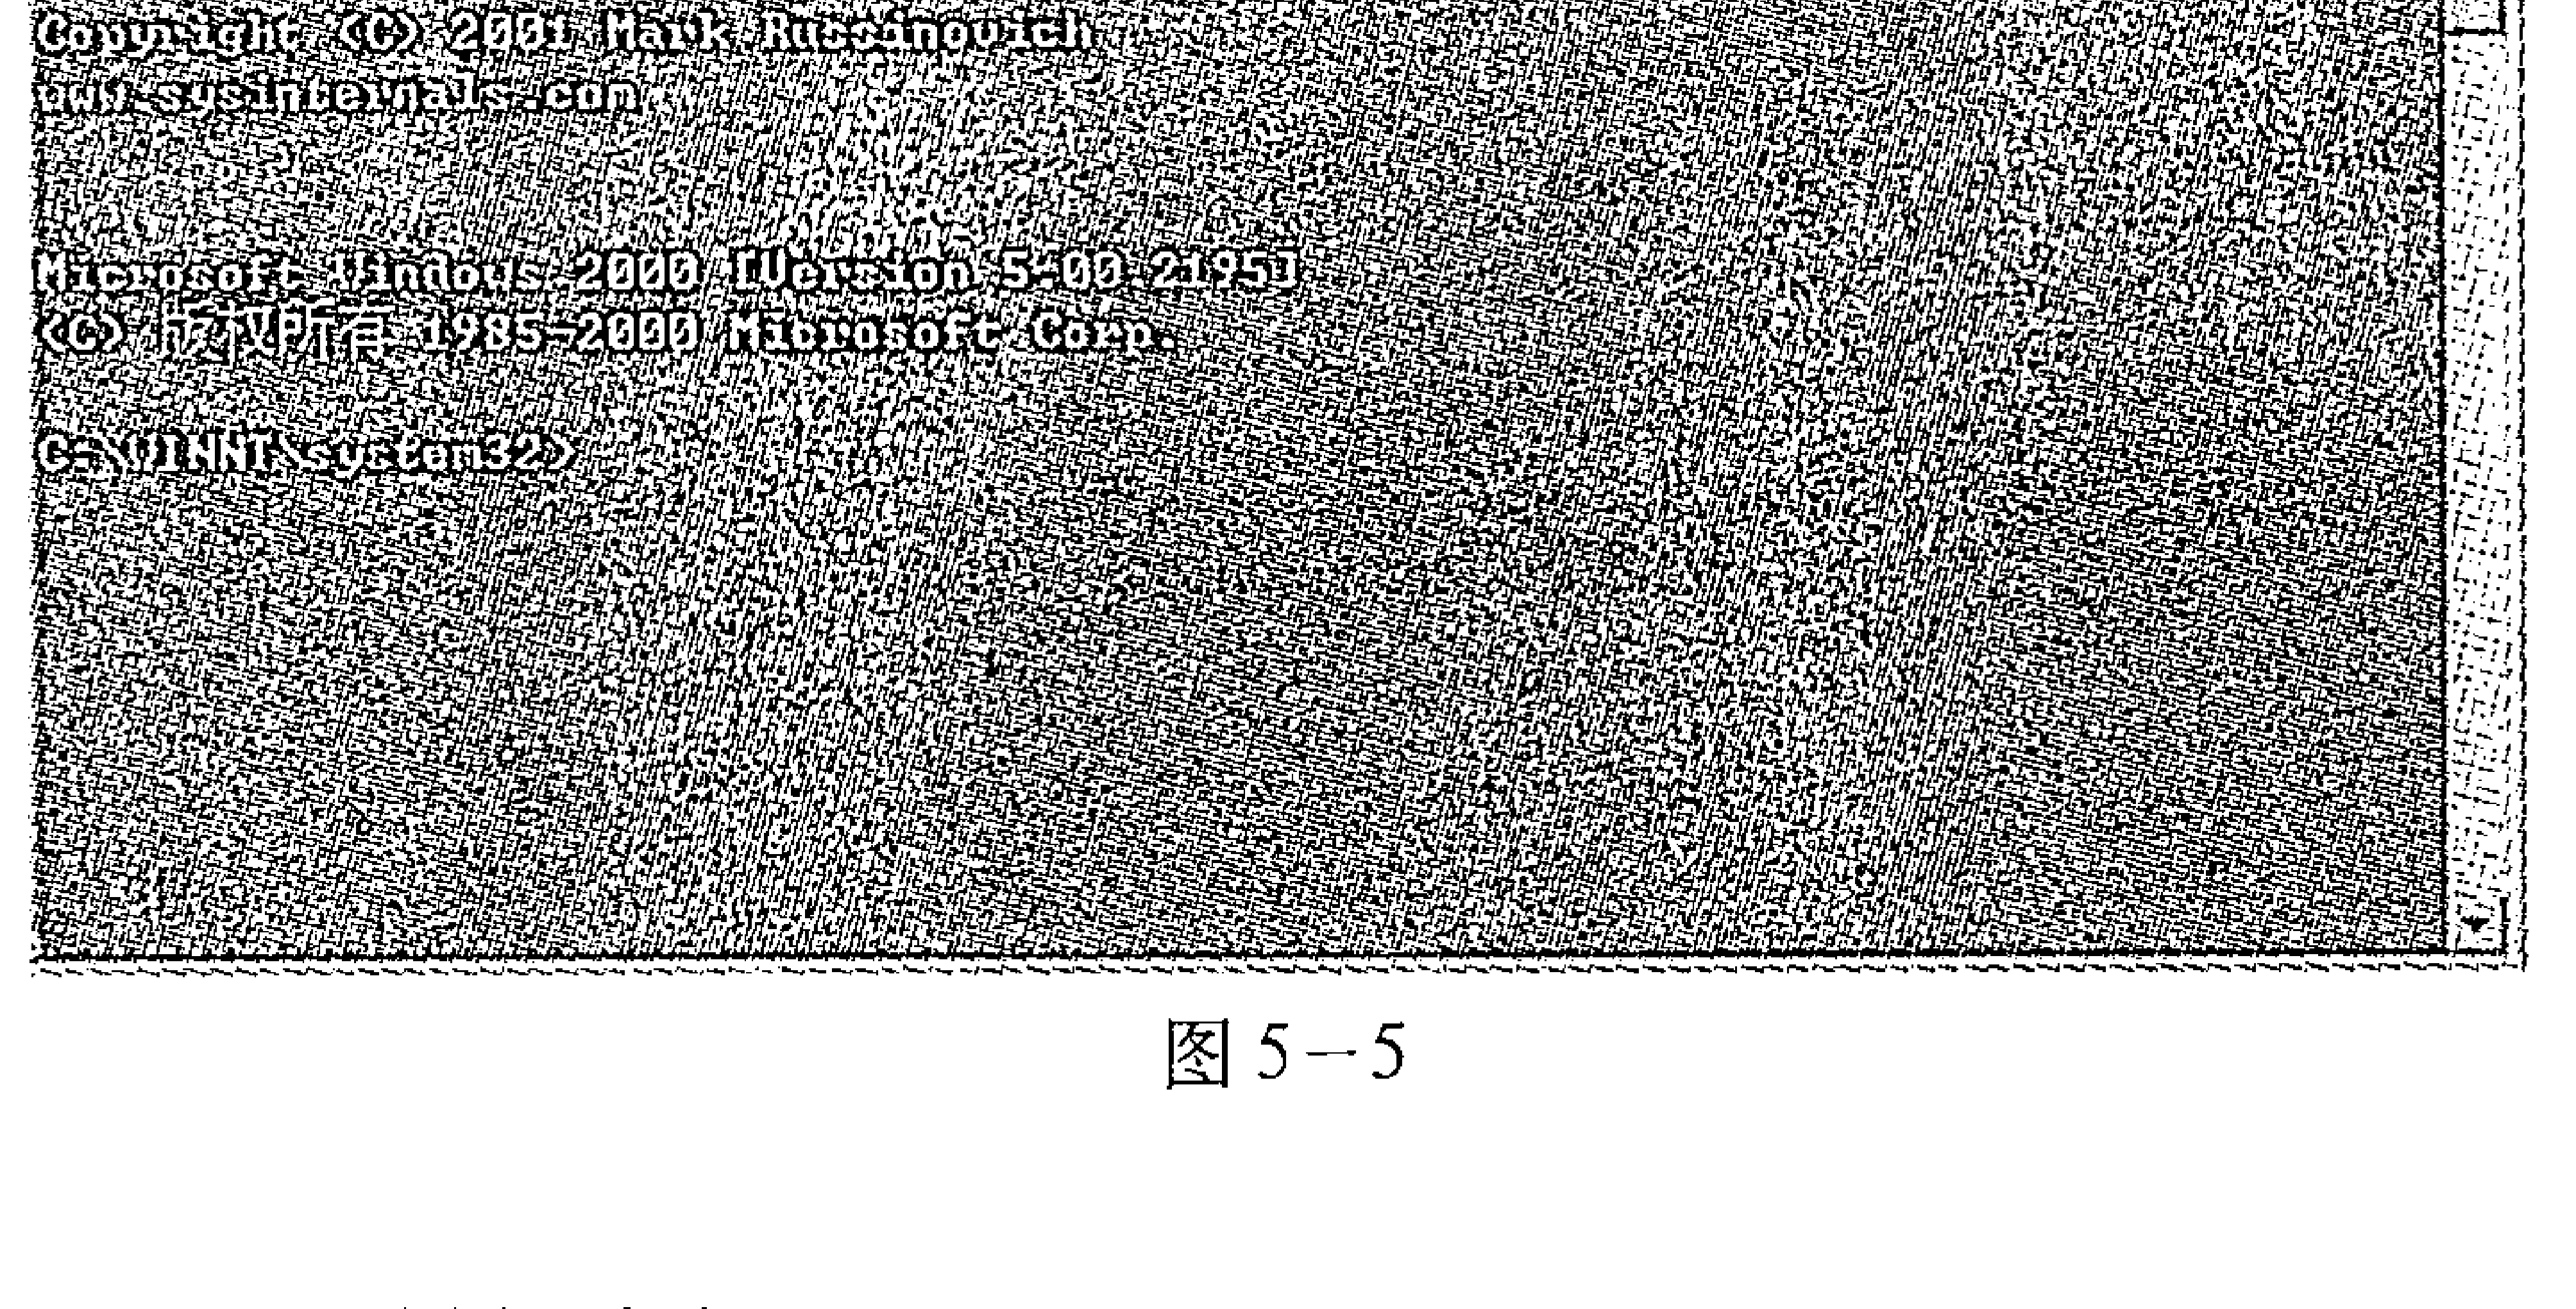 Copyright (C) 2001 Mark Russinovich
www.sysinternals.com
Microsoft Windows 2000 [Version 5.00.2195]
(C) 版权所有 1985-2000 Microsoft Corp.
C:\WINNT\system32>
图 5－5